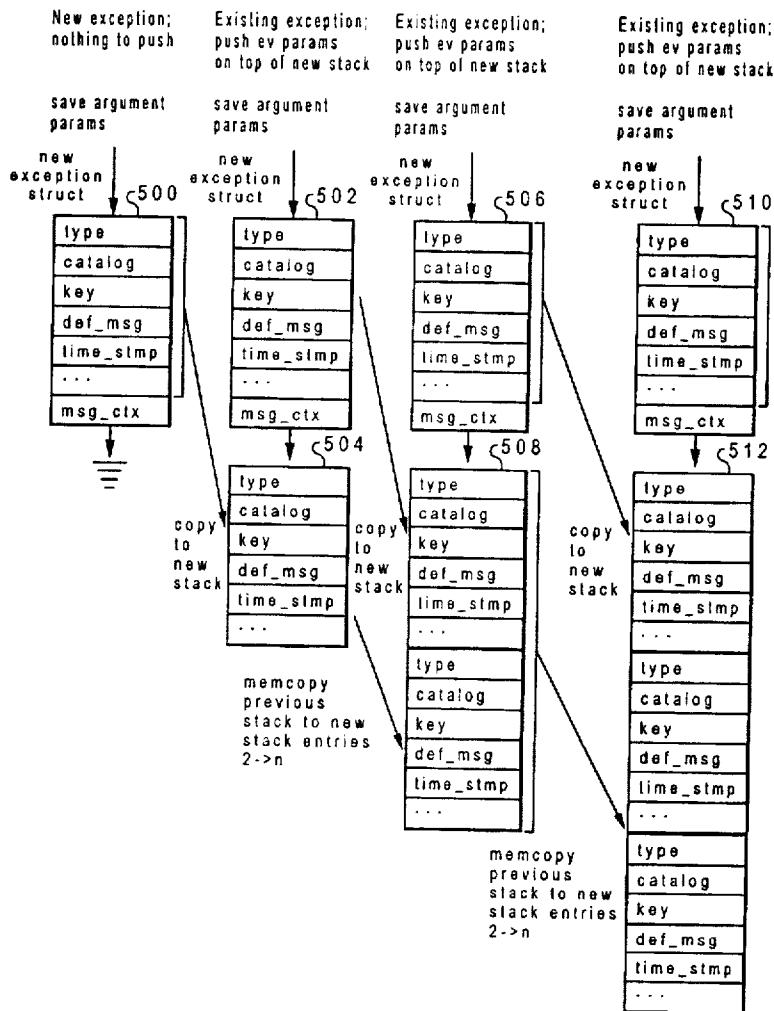 New exception;
nothing to push
save argument
params
new
exception
struct
500
type
catalog
key
def_msg
time_stmp
. . .
msg_ctx
Existing exception;
push ev params
on top of new stack
save argument
params
new
exception
struct
502
type
catalog
key
def_msg
time_stmp
. . .
msg_ctx
504
copy
to
new
stack
type
catalog
key
def_msg
time_stmp
. . .
memcopy
previous
stack to new
stack entries
2->n
Existing exception;
push ev params
on top of new stack
save argument
params
new
exception
struct
506
type
catalog
key
def_msg
time_stmp
. . .
msg_ctx
508
copy
to
new
stack
type
catalog
key
def_msg
time_stmp
. . .
type
catalog
key
def_msg
time_stmp
. . .
memcopy
previous
stack to new
stack entries
2->n
Existing exception;
push ev params
on top of new stack
save argument
params
new
exception
struct
510
type
catalog
key
def_msg
time_stmp
. . .
msg_ctx
512
copy
to
new
stack
type
catalog
key
def_msg
time_stmp
. . .
type
catalog
key
def_msg
time_stmp
. . .
type
catalog
key
def_msg
time_stmp
. . .